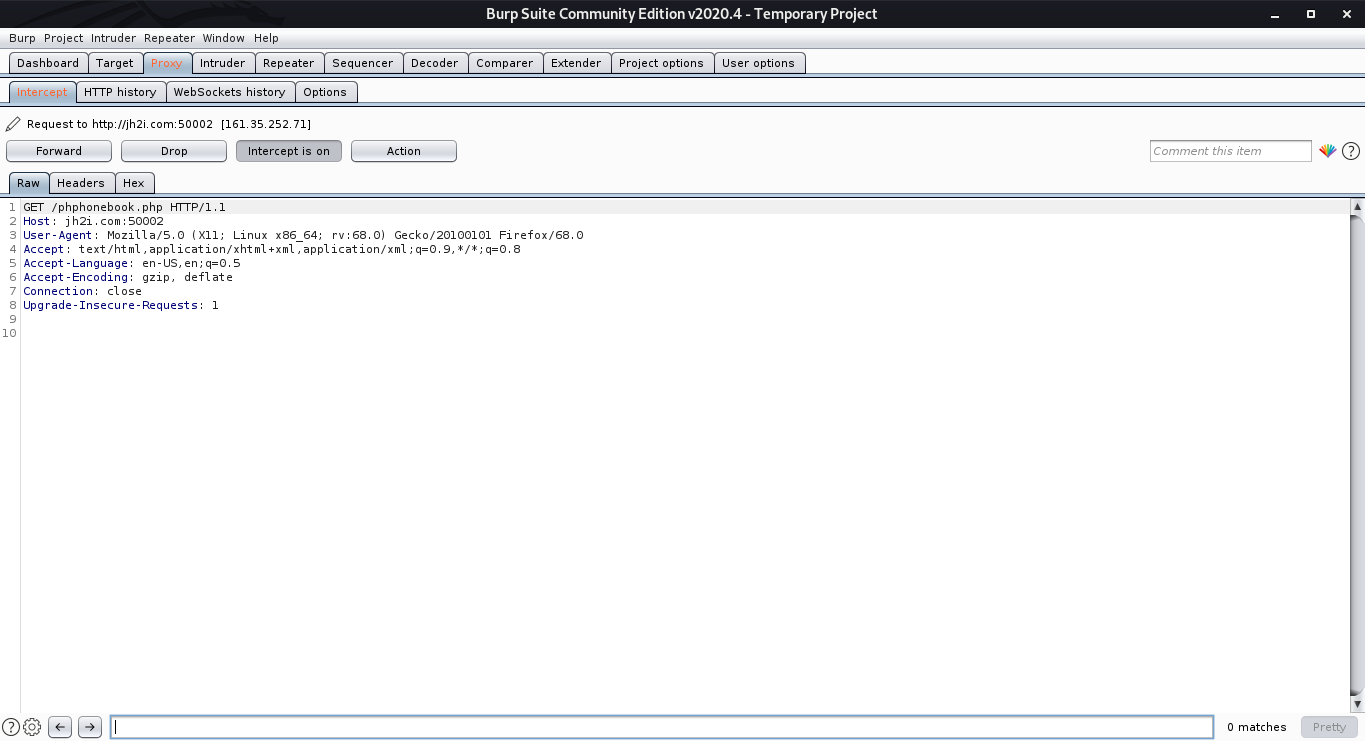 Burp Suite Community Edition v2020.4 - Temporary Project
Burp Project Intruder Repeater Window Help
Dashboard Target Proxy Intruder Repeater Sequencer Decoder Comparer Extender Project options User options
Intercept HTTP history WebSockets history Options
Request to http://jh2i.com:50002 [161.35.252.71]
Forward Drop Intercept is on Action Comment this item ?
Raw Headers Hex
1 GET /phphonebook.php HTTP/1.1
2 Host: jh2i.com:50002
3 User-Agent: Mozilla/5.0 (X11; Linux x86_64; rv:68.0) Gecko/20100101 Firefox/68.0
4 Accept: text/html,application/xhtml+xml,application/xml;q=0.9,*/*;q=0.8
5 Accept-Language: en-US,en;q=0.5
6 Accept-Encoding: gzip, deflate
7 Connection: close
8 Upgrade-Insecure-Requests: 1
9
10
? 0 matches Pretty